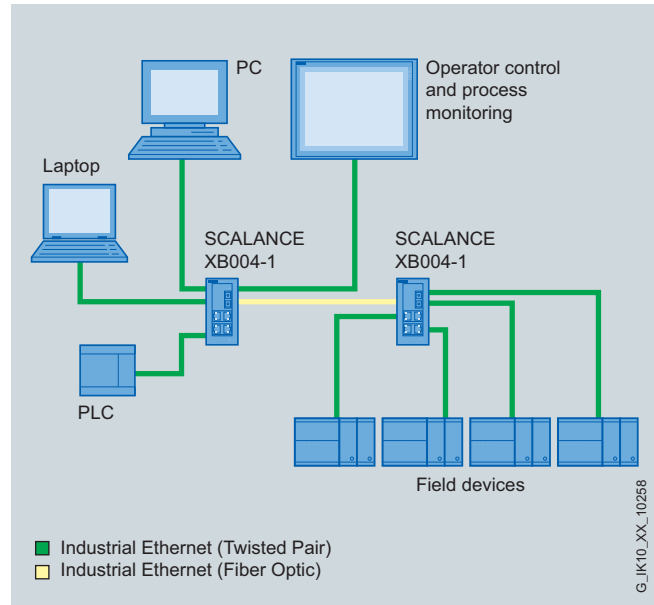 PC
Operator control
and process
monitoring
Laptop
SCALANCE
XB004-1
SCALANCE
XB004-1
PLC
Field devices
Industrial Ethernet (Twisted Pair)
Industrial Ethernet (Fiber Optic)
G_IK10_XX_10258